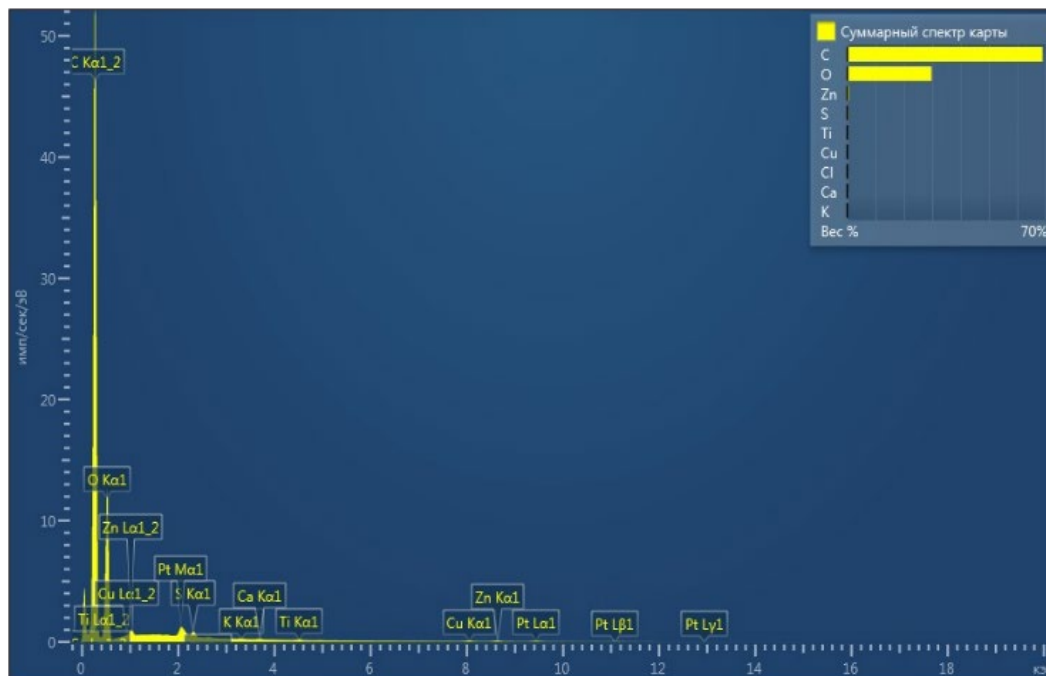 Суммарный спектр карты
C
O
Zn
S
Ti
Cu
Cl
Ca
K
Вес %
70%
50
40
30
20
10
0
имп/сек/эВ
C Kα1_2
O Kα1
Zn Lα1_2
Pt Mα1
Cu Lα1_2
S Kα1
Ca Kα1
Zn Kα1
Ti Lα1_2
K Kα1
Ti Kα1
Cu Kα1
Pt Lα1
Pt Lβ1
Pt Lγ1
0 2 4 6 8 10 12 14 16 18